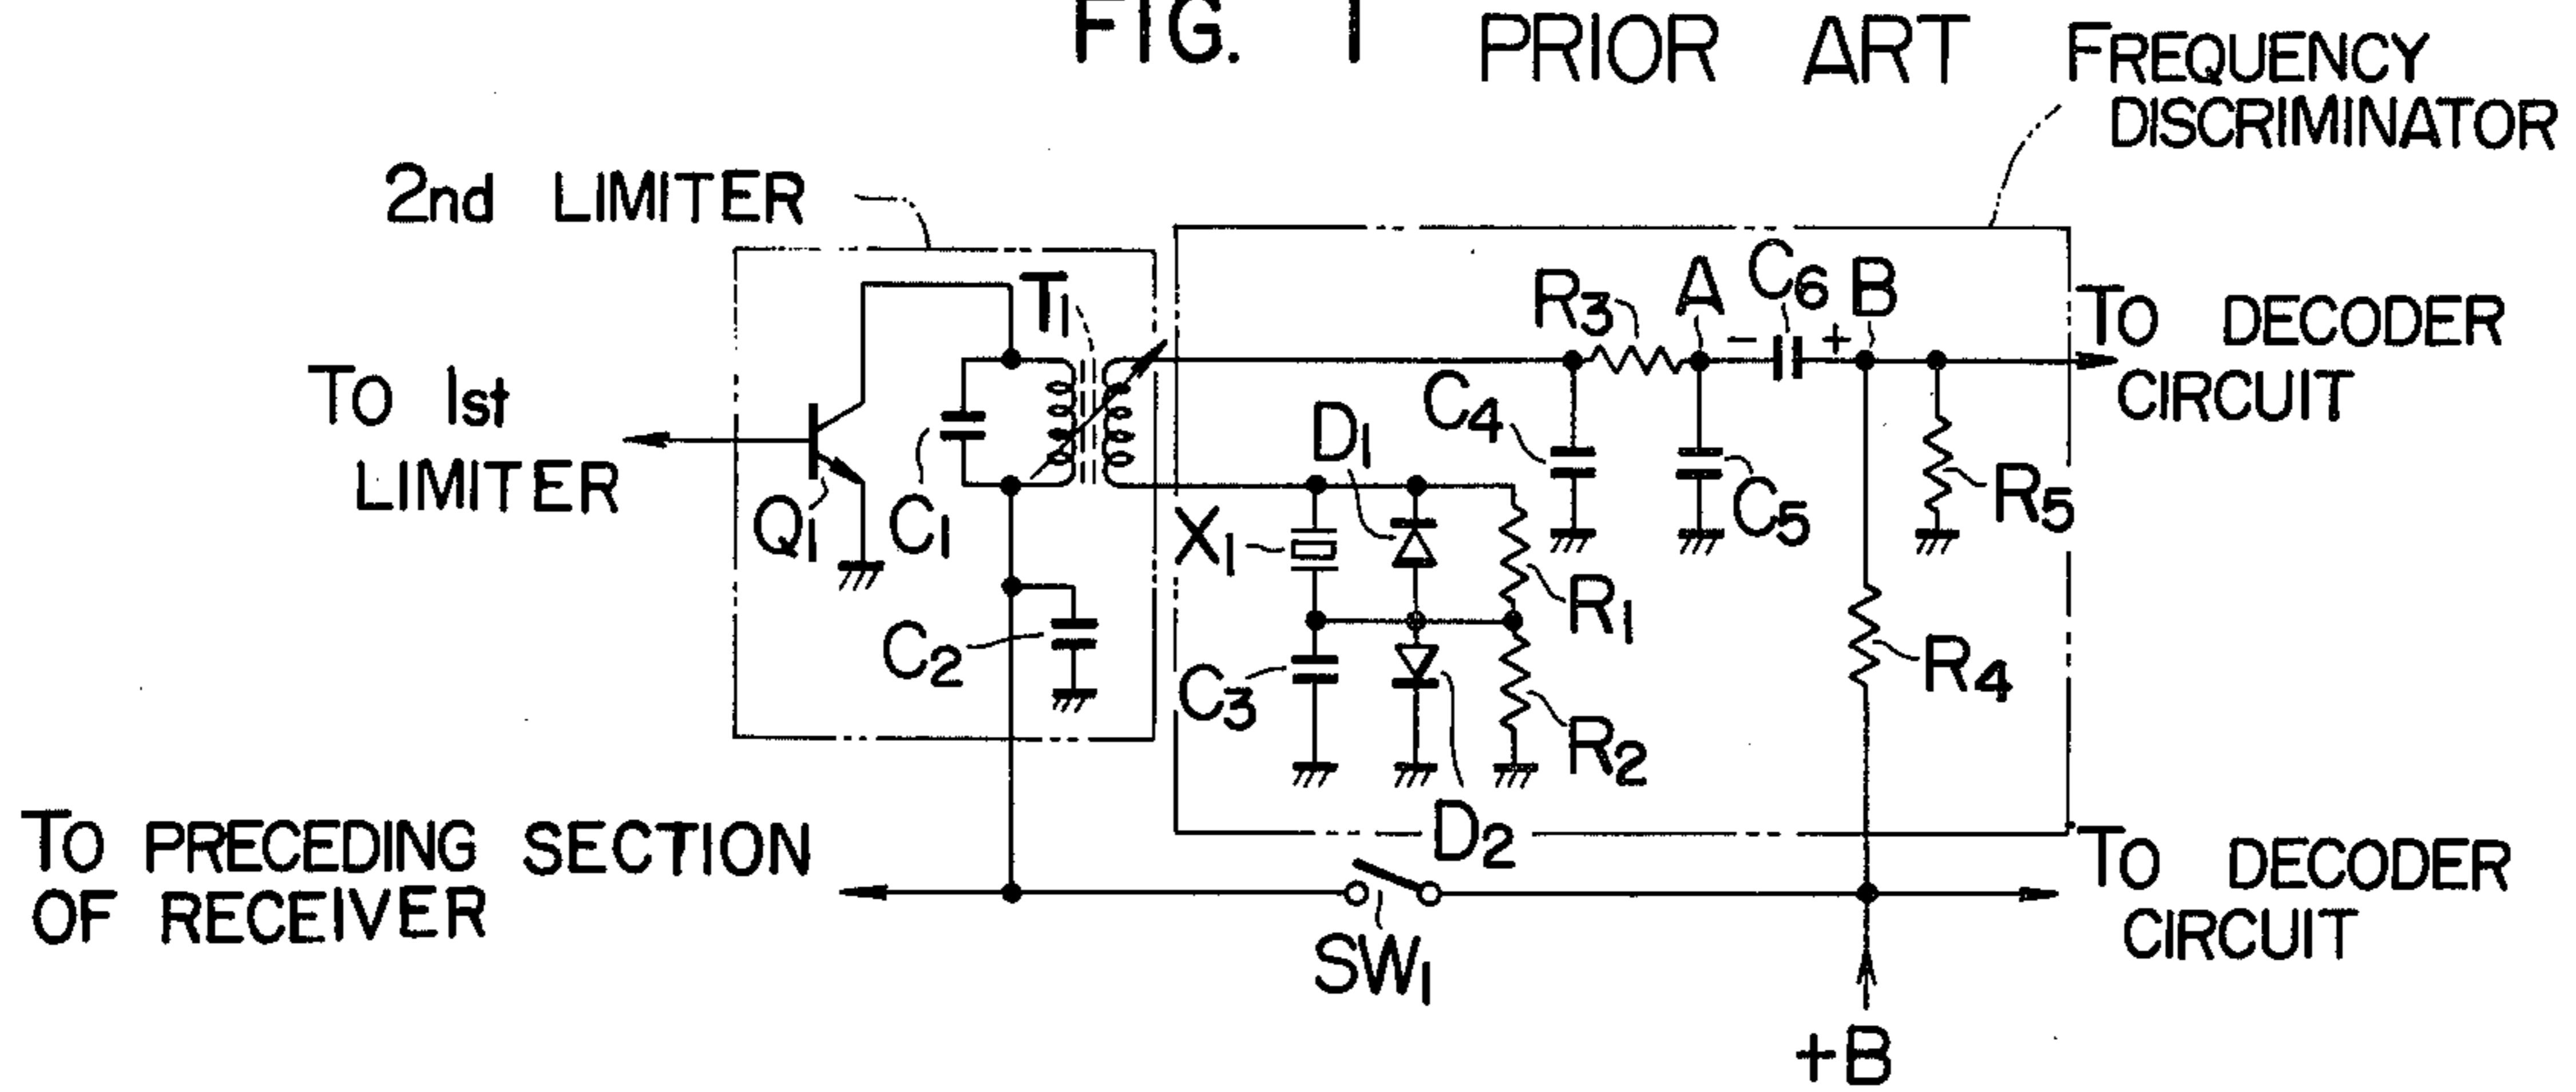 FIG. 1 PRIOR ART
FREQUENCY
DISCRIMINATOR
2nd LIMITER
T1
R3
A
C6
B
- +
TO DECODER
CIRCUIT
TO 1st
LIMITER
Q1
C1
C4
D1
X1
C5
R5
R1
C2
C3
R4
R2
D2
TO PRECEDING SECTION
OF RECEIVER
TO DECODER
CIRCUIT
SW1
+B